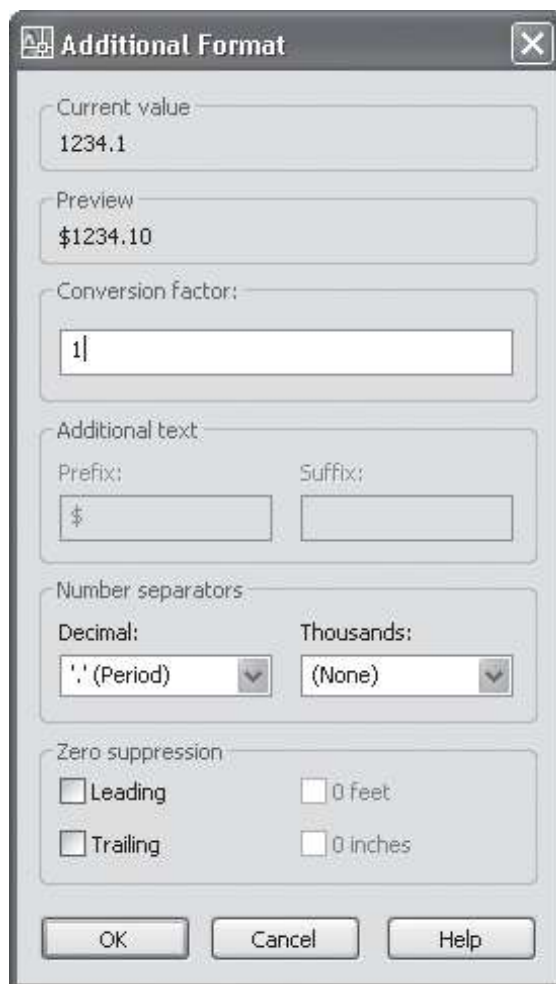 Additional Format
Current value
1234.1
Preview
$1234.10
Conversion factor:
1
Additional text
Prefix: Suffix:
$
Number separators
Decimal: Thousands:
'.' (Period) (None)
Zero suppression
Leading 0 feet
Trailing 0 inches
OK Cancel Help